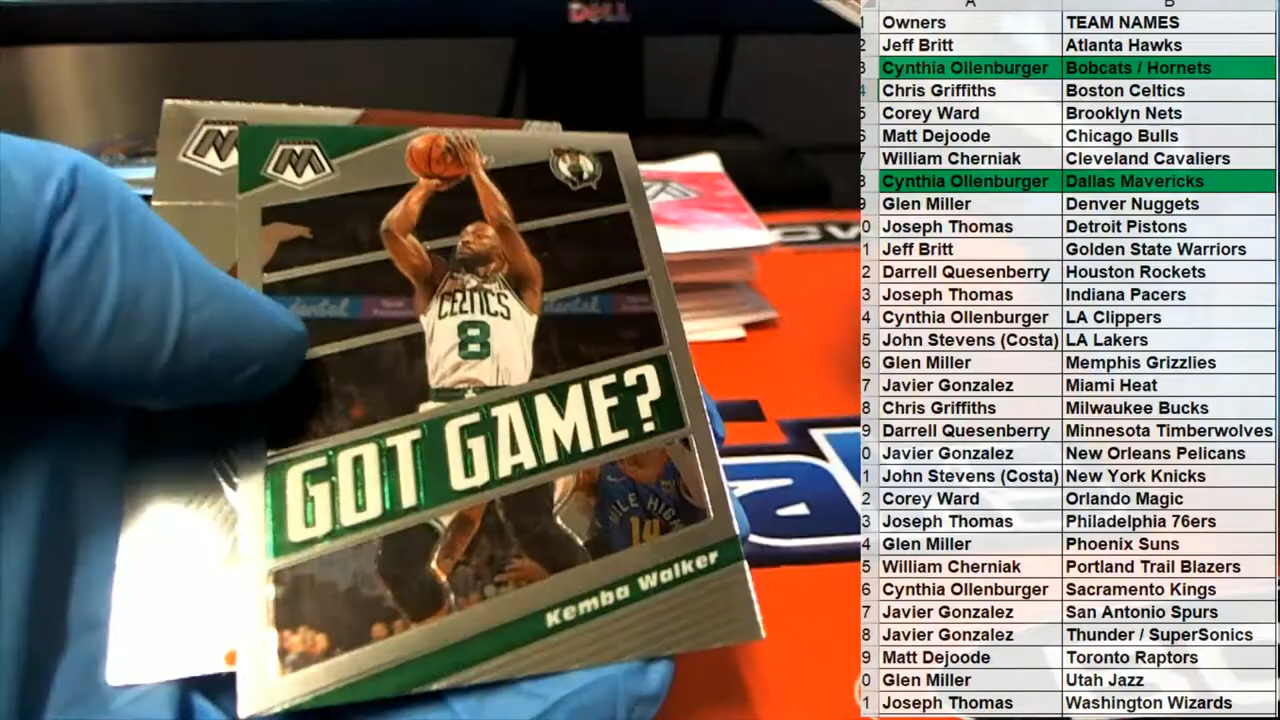 DELL
CELTICS
8
GOT GAME?
MILE HIGH
14
Kemba Walker
A B
1 Owners TEAM NAMES
2 Jeff Britt Atlanta Hawks
3 Cynthia Ollenburger Bobcats / Hornets
4 Chris Griffiths Boston Celtics
5 Corey Ward Brooklyn Nets
6 Matt Dejoode Chicago Bulls
7 William Cherniak Cleveland Cavaliers
8 Cynthia Ollenburger Dallas Mavericks
9 Glen Miller Denver Nuggets
0 Joseph Thomas Detroit Pistons
1 Jeff Britt Golden State Warriors
2 Darrell Quesenberry Houston Rockets
3 Joseph Thomas Indiana Pacers
4 Cynthia Ollenburger LA Clippers
5 John Stevens (Costa) LA Lakers
6 Glen Miller Memphis Grizzlies
7 Javier Gonzalez Miami Heat
8 Chris Griffiths Milwaukee Bucks
9 Darrell Quesenberry Minnesota Timberwolves
0 Javier Gonzalez New Orleans Pelicans
1 John Stevens (Costa) New York Knicks
2 Corey Ward Orlando Magic
3 Joseph Thomas Philadelphia 76ers
4 Glen Miller Phoenix Suns
5 William Cherniak Portland Trail Blazers
6 Cynthia Ollenburger Sacramento Kings
7 Javier Gonzalez San Antonio Spurs
8 Javier Gonzalez Thunder / SuperSonics
9 Matt Dejoode Toronto Raptors
0 Glen Miller Utah Jazz
1 Joseph Thomas Washington Wizards